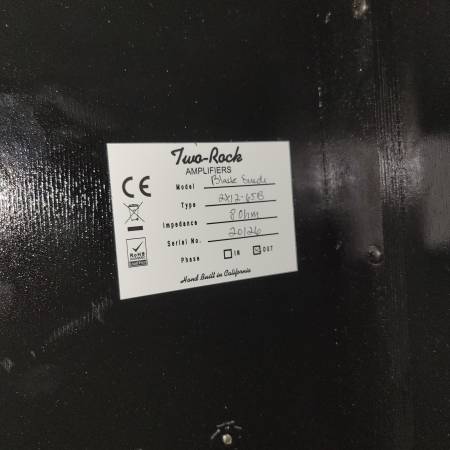 Two-Rock
AMPLIFIERS
CE
Model Black Suede
Type 2x12-65B
Impedance 8 Ohm
Serial No. 20126
RoHS
Phase IN OUT
Hand Built in California